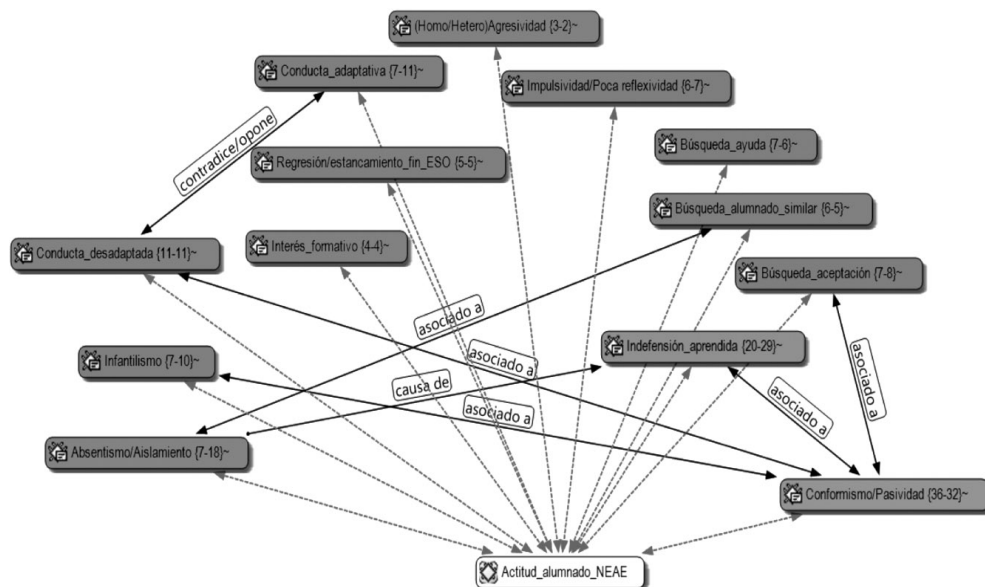 (Homo/Hetero)Agresividad {3-2}~
Conducta_adaptativa {7-11}~
Impulsividad/Poca reflexividad {6-7}~
contradice/opone
Búsqueda_ayuda {7-6}~
Regresión/estancamiento_fin_ESO {5-5}~
Búsqueda_alumnado_similar {6-5}~
Conducta_desadaptada {11-11}~
Interés_formativo {4-4}~
Búsqueda_aceptación {7-8}~
asociado a
Indefensión_aprendida {20-29}~
asociado a
Infantilismo {7-10}~
asociado a
causa de
asociado a
asociado a
Absentismo/Aislamiento {7-18}~
Conformismo/Pasividad {36-32}~
Actitud_alumnado_NEAE